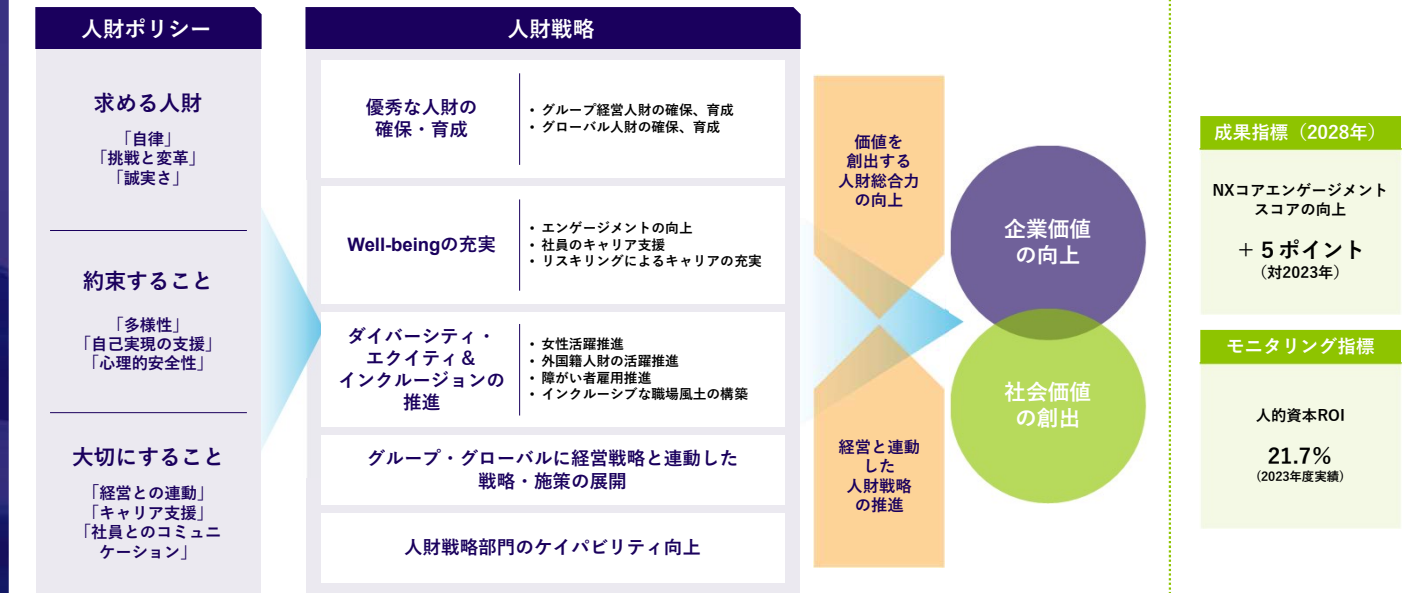 人財ポリシー
求める人財
「自律」
「挑戦と変革」
「誠実さ」
約束すること
「多様性」
「自己実現の支援」
「心理的安全性」
大切にすること
「経営との連動」
「キャリア支援」
「社員とのコミュニ
ケーション」
人財戦略
優秀な人財の
確保・育成
• グループ経営人財の確保、育成
• グローバル人財の確保、育成
Well-beingの充実
• エンゲージメントの向上
• 社員のキャリア支援
• リスキリングによるキャリアの充実
ダイバーシティ・
エクイティ＆
インクルージョンの
推進
• 女性活躍推進
• 外国籍人財の活躍推進
• 障がい者雇用推進
• インクルーシブな職場風土の構築
グループ・グローバルに経営戦略と連動した
戦略・施策の展開
人財戦略部門のケイパビリティ向上
価値を
創出する
人財総合力
の向上
経営と連動
した
人財戦略
の推進
企業価値
の向上
社会価値
の創出
成果指標（2028年）
NXコアエンゲージメント
スコアの向上
＋５ポイント
（対2023年）
モニタリング指標
人的資本ROI
21.7%
（2023年度実績）